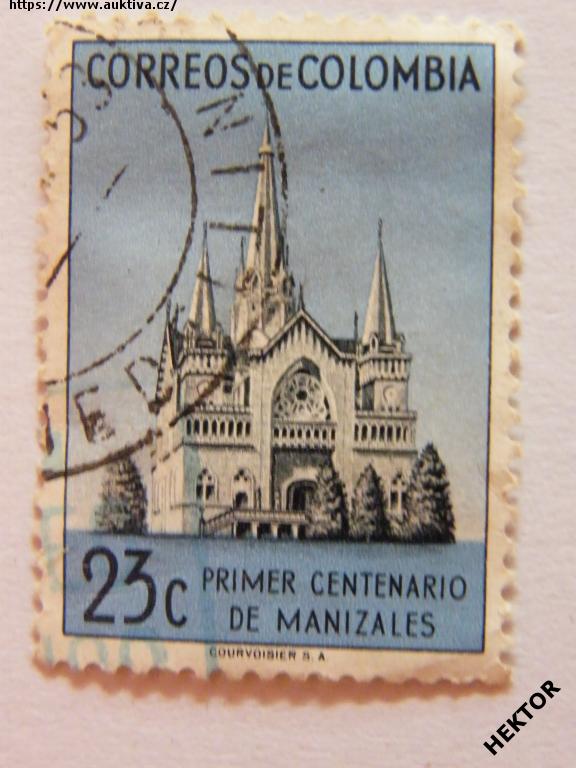 https://www.auktiva.cz/
CORREOS DE COLOMBIA
23c PRIMER CENTENARIO
DE MANIZALES
COURVOISIER S. A
HEKTOR